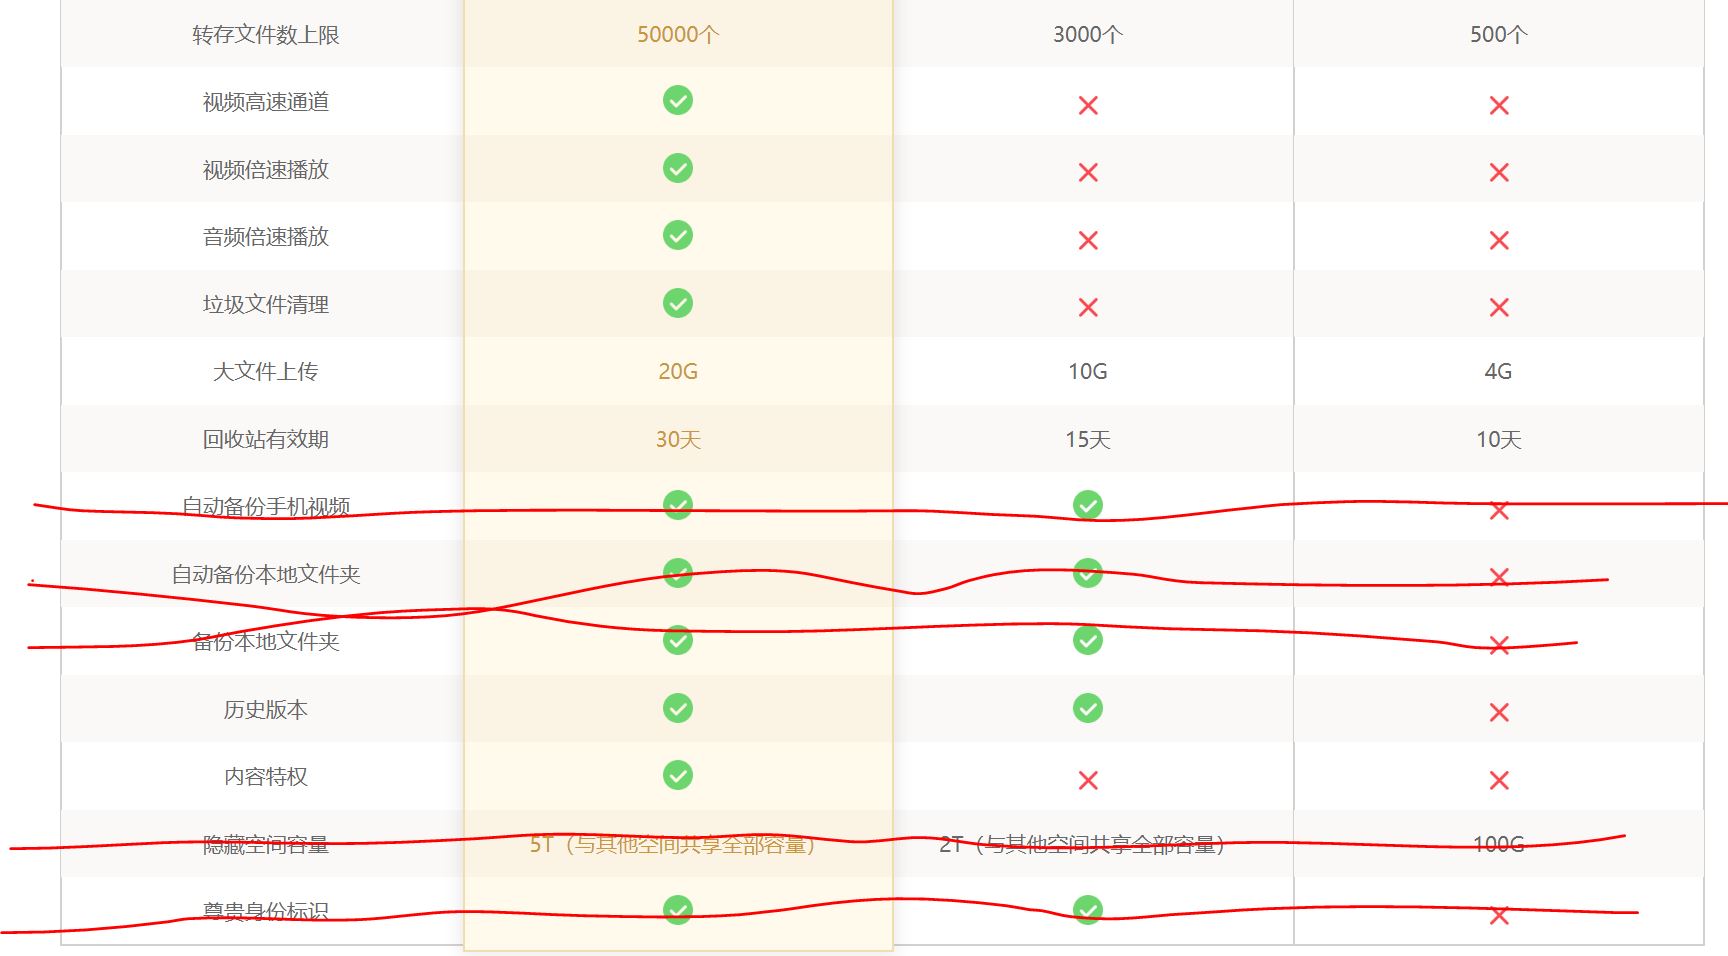 转存文件数上限 50000个 3000个 500个
视频高速通道
视频倍速播放
音频倍速播放
垃圾文件清理
大文件上传 20G 10G 4G
回收站有效期 30天 15天 10天
自动备份手机视频
自动备份本地文件夹
备份本地文件夹
历史版本
内容特权
隐藏空间容量 5T（与其他空间共享全部容量） 2T（与其他空间共享全部容量） 100G
尊贵身份标识